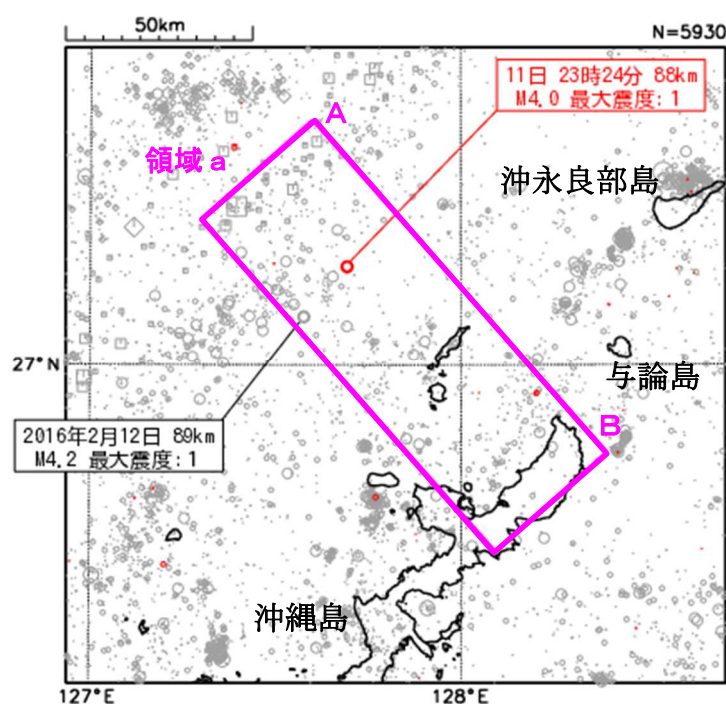 50km
N=5930
11日 23時24分 88km
M4.0 最大震度:1
A
領域a
沖永良部島
27°N
与論島
B
2016年2月12日 89km
M4.2 最大震度:1
沖縄島
127°E
128°E